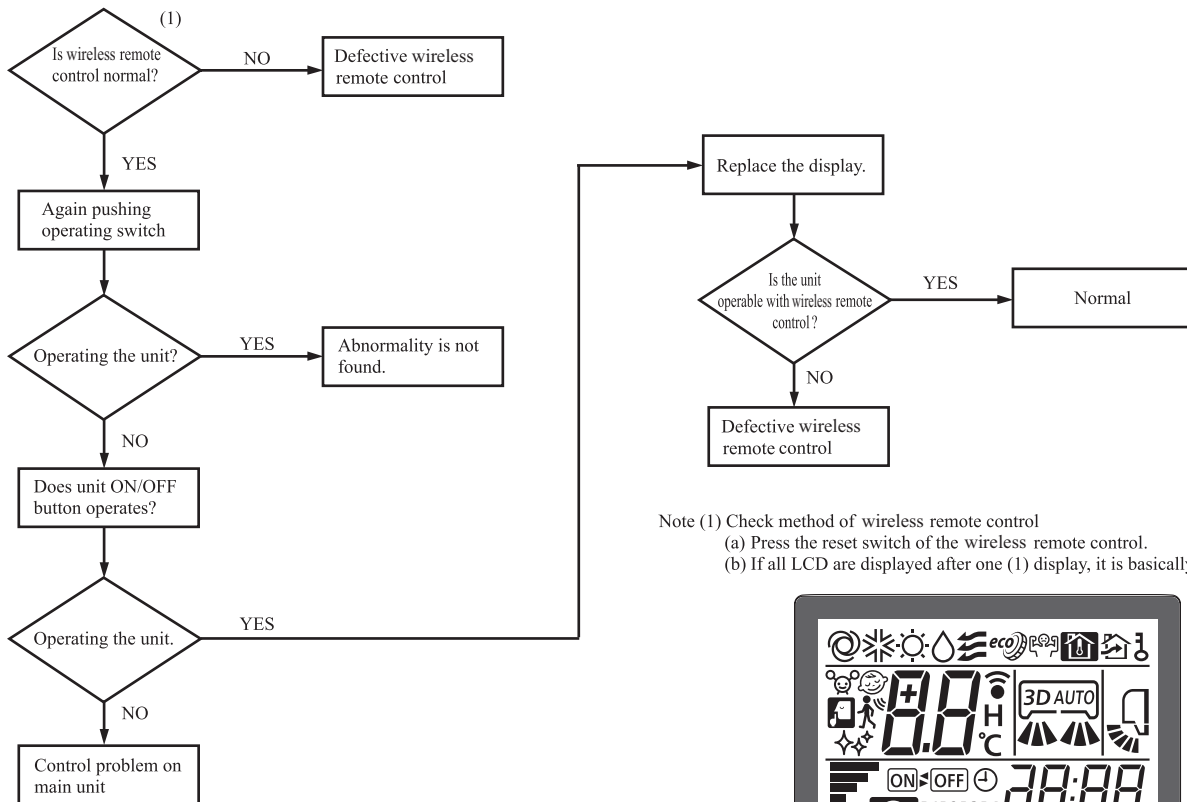 (1)
Is wireless remote
control normal?
NO
Defective wireless
remote control
YES
Again pushing
operating switch
Operating the unit?
YES
Abnormality is not
found.
NO
Does unit ON/OFF
button operates?
Operating the unit.
YES
NO
Control problem on
main unit
Replace the display.
Is the unit
operable with wireless remote
control ?
YES
Normal
NO
Defective wireless
remote control
Note (1) Check method of wireless remote control
(a) Press the reset switch of the wireless remote control.
(b) If all LCD are displayed after one (1) display, it is basically
eco
8.8
H
°C
3D AUTO
ON OFF